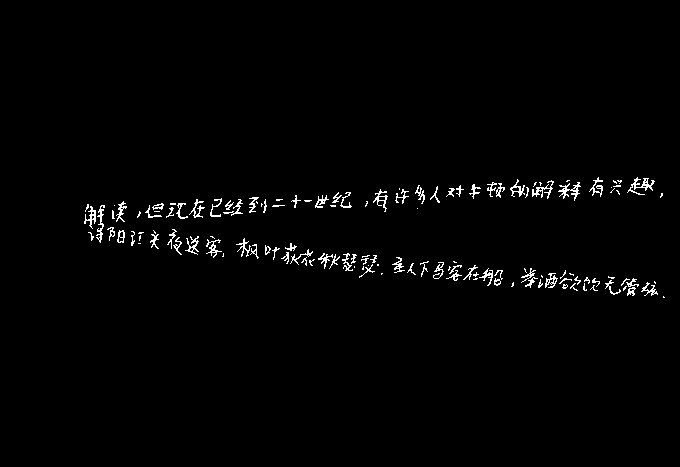 解读，但现在已经到二十一世纪，有许多人对牛顿的解释有兴趣，
浔阳江头夜送客，枫叶荻花秋瑟瑟．主人下马客在船，举酒欲饮无管弦．